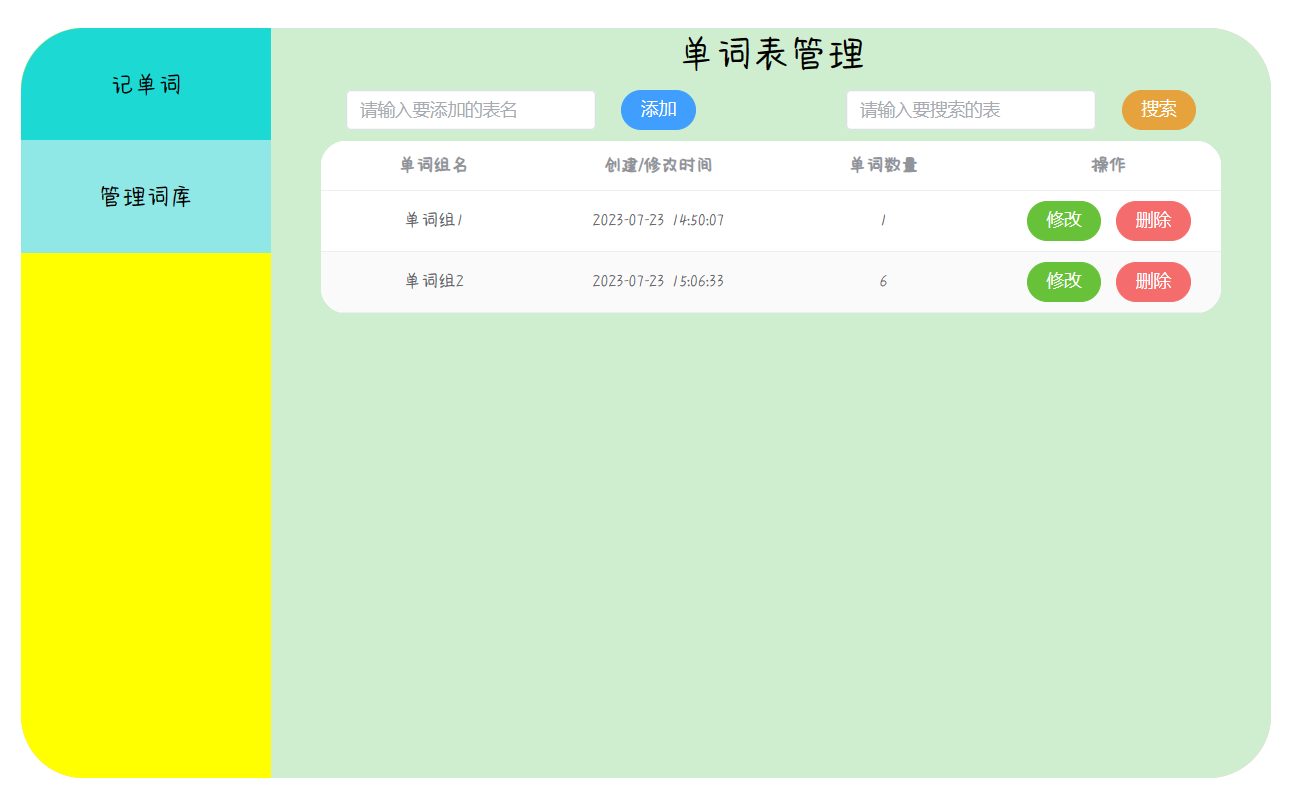 记单词
管理词库
单词表管理
请输入要添加的表名 添加 请输入要搜索的表 搜索
单词组名 创建/修改时间 单词数量 操作
单词组1 2023-07-23 14:50:07 1 修改 删除
单词组2 2023-07-23 15:06:33 6 修改 删除